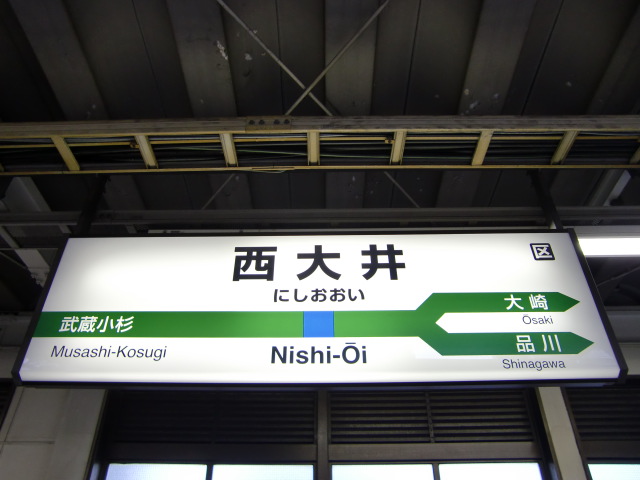 西大井
区
にしおおい
武蔵小杉
Musashi-Kosugi
Nishi-Ōi
大崎
Ōsaki
品川
Shinagawa